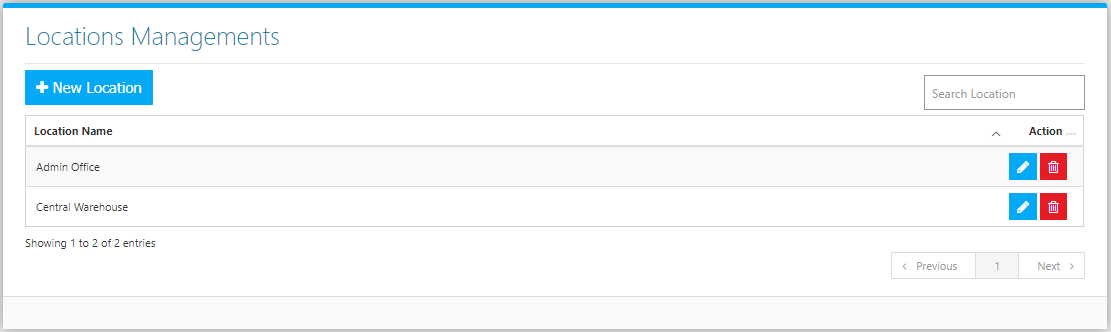 Locations Managements
New Location
Search Location
Location Name Action ...
Admin Office
Central Warehouse
Showing 1 to 2 of 2 entries
Previous 1 Next